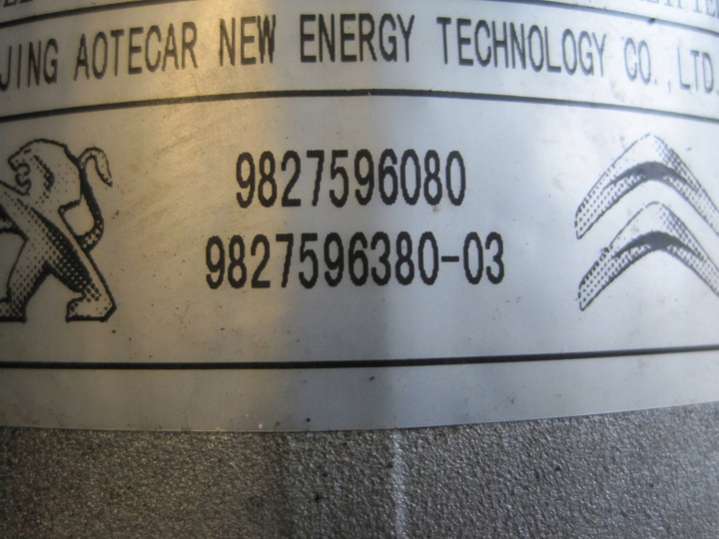 JING AOTECAR NEW ENERGY TECHNOLOGY CO.,LTD.
9827596080
9827596380-03